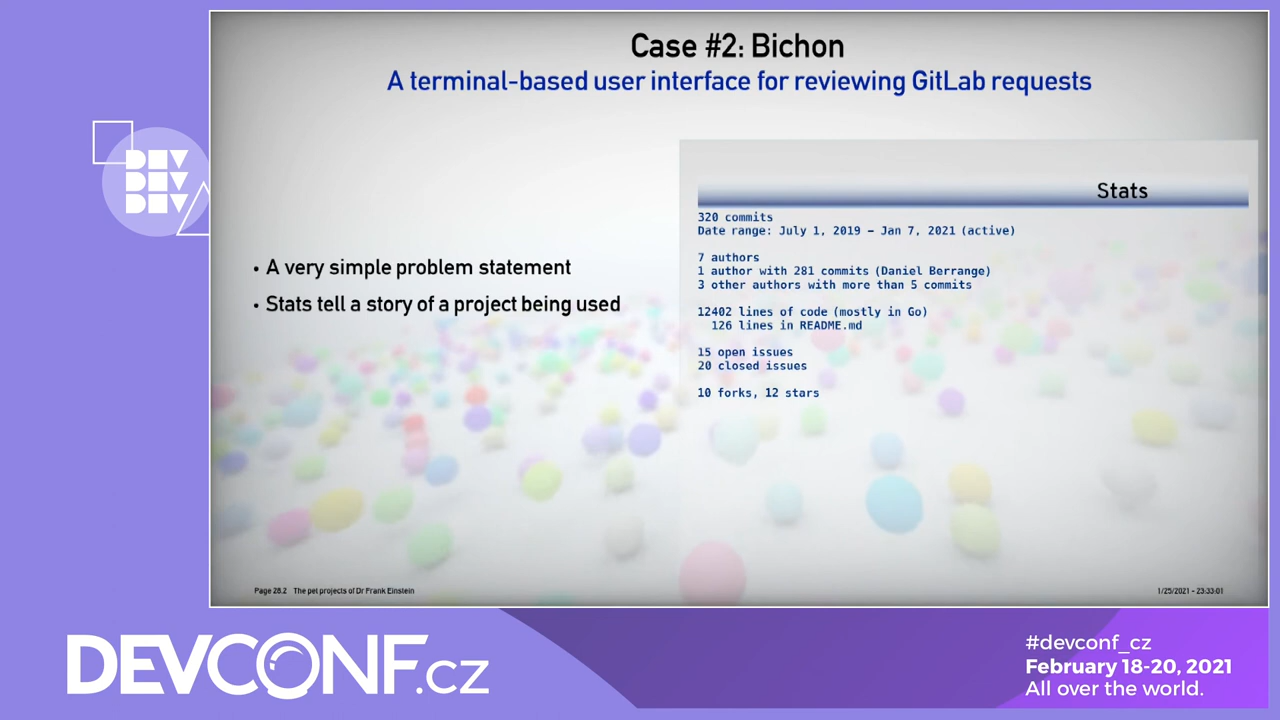 Case #2: Bichon
A terminal-based user interface for reviewing GitLab requests
DEV
DEV
DEV
• A very simple problem statement
• Stats tell a story of a project being used
Stats
320 commits
Date range: July 1, 2019 – Jan 7, 2021 (active)
7 authors
1 author with 281 commits (Daniel Berrange)
3 other authors with more than 5 commits
12402 lines of code (mostly in Go)
126 lines in README.md
15 open issues
20 closed issues
10 forks, 12 stars
Page 28.2 The pet projects of Dr Frank Einstein
1/25/2021 - 23:33:01
DEVCONF.cz
#devconf_cz
February 18-20, 2021
All over the world.